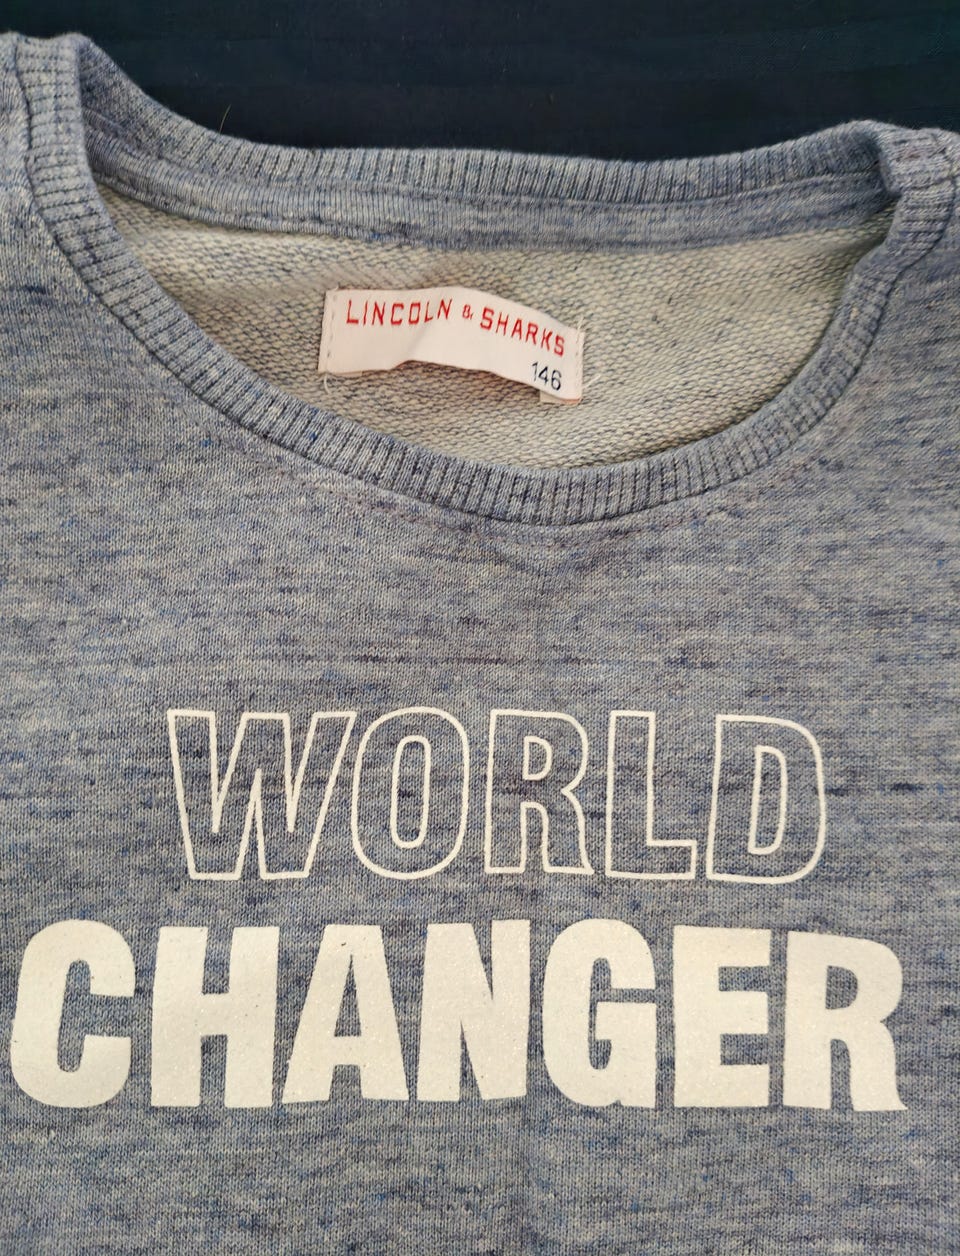 LINCOLN & SHARKS
146
WORLD
CHANGER